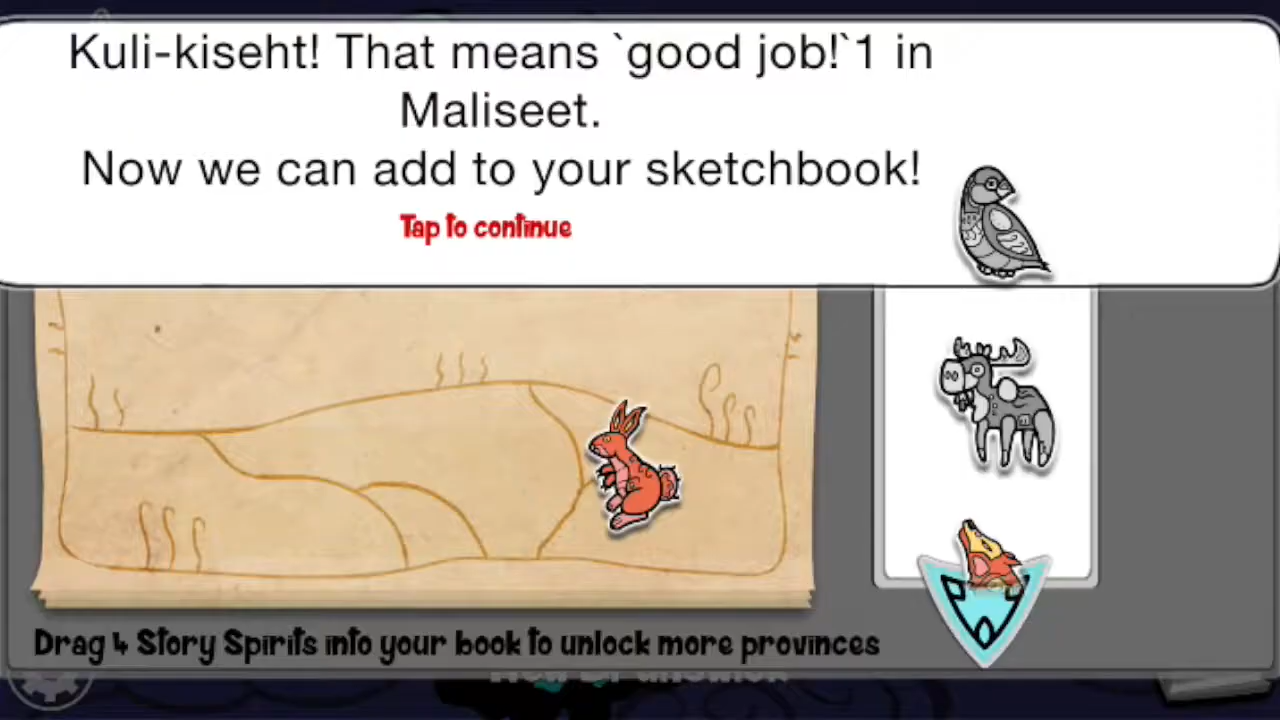 Kuli-kiseht! That means `good job!`1 in
Maliseet.
Now we can add to your sketchbook!
Tap to continue
Drag 4 Story Spirits into your book to unlock more provinces